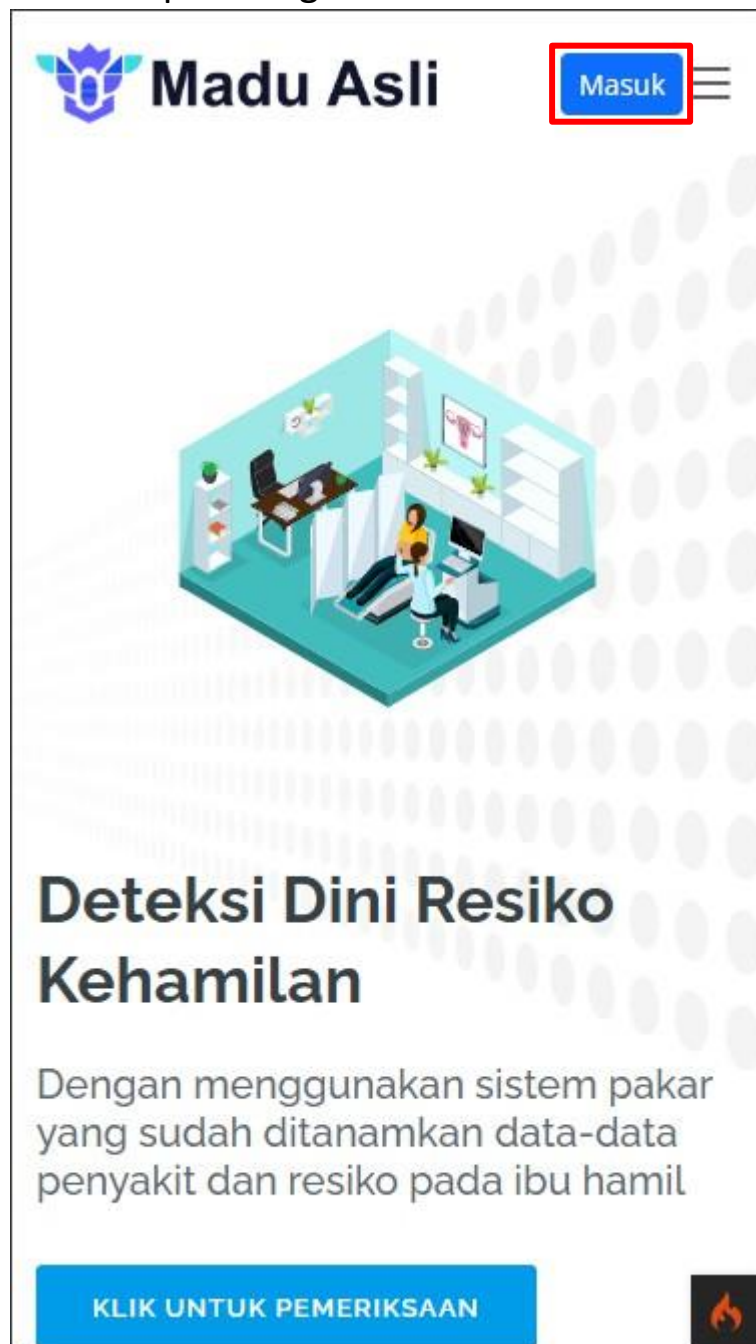 Madu Asli
Masuk
Deteksi Dini Resiko
Kehamilan
Dengan menggunakan sistem pakar
yang sudah ditanamkan data-data
penyakit dan resiko pada ibu hamil
KLIK UNTUK PEMERIKSAAN